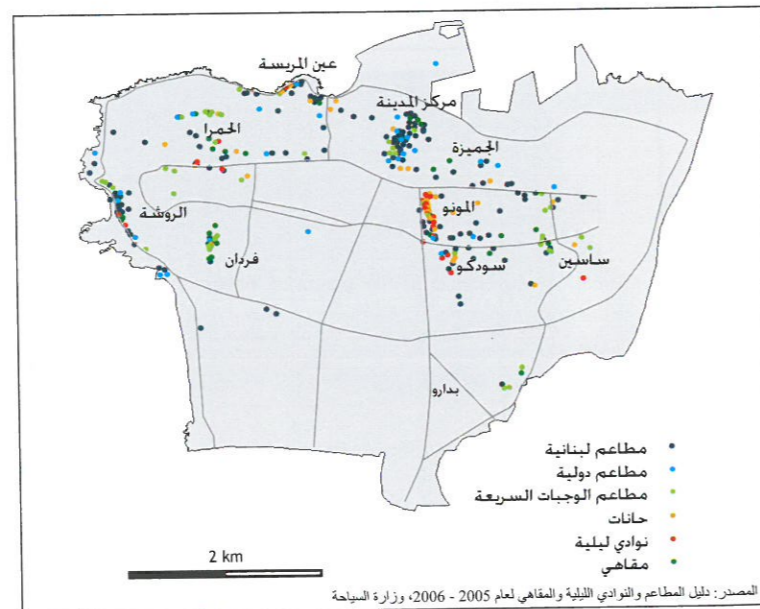 عين المريسة
مركز المدينة
الحمرا
الجميزة
المونو
الروشة
فردان
سودكو
ساسين
بدارو
مطاعم لبنانية
مطاعم دولية
مطاعم الوجبات السريعة
حانات
نوادي ليلية
مقاهي
2 km
المصدر: دليل المطاعم والنوادي الليلية والمقاهي لعام 2005 - 2006، وزارة السياحة